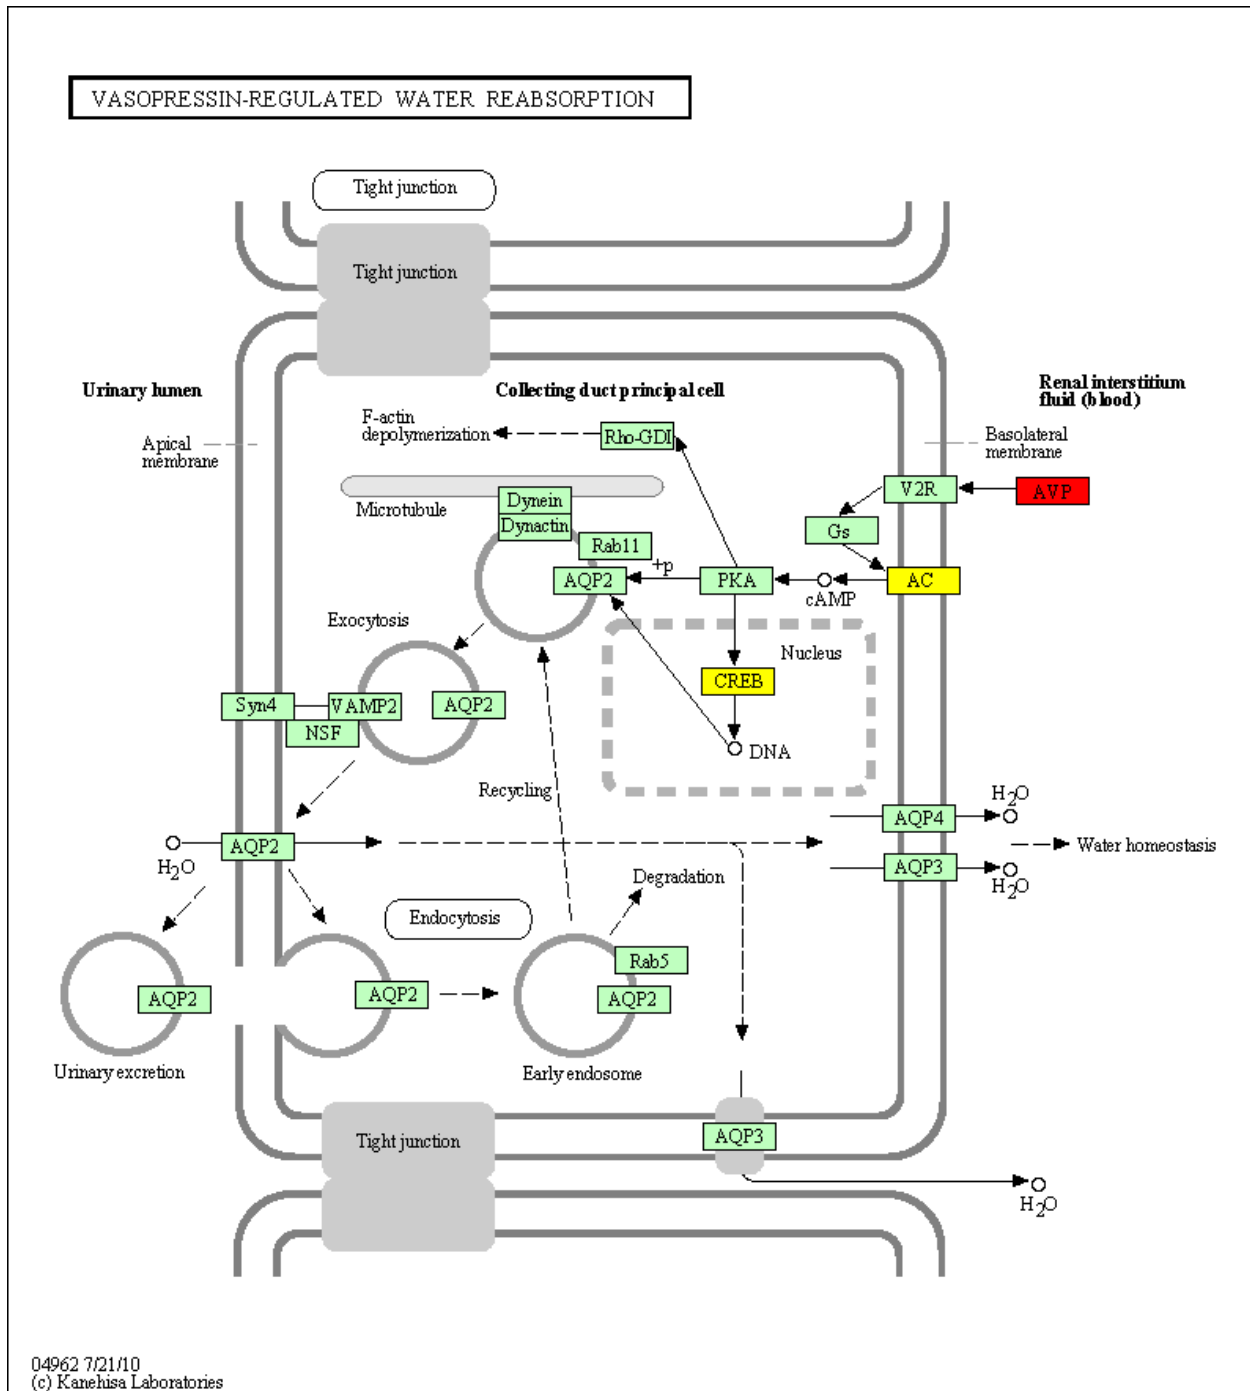 VASOPRESSIN-REGULATED WATER REABSORPTION
Tight junction
Tight junction
Urinary lumen
Collecting duct principal cell
Renal interstitium
fluid (blood)
Apical
membrane
F-actin
depolymerization
Rho-GDI
Basolateral
membrane
Microtubule
Dynein
Dynactin
V2R
AVP
Gs
Rab11
AQP2
+p
PKA
cAMP
AC
Exocytosis
Nucleus
CREB
Syn4
VAMP2
NSF
AQP2
DNA
Recycling
H2O
AQP4
H2O
AQP2
Water homeostasis
AQP3
H2O
Degradation
Endocytosis
Rab5
AQP2
AQP2
AQP2
Urinary excretion
Early endosome
Tight junction
AQP3
H2O
04962 7/21/10
(c) Kanehisa Laboratories